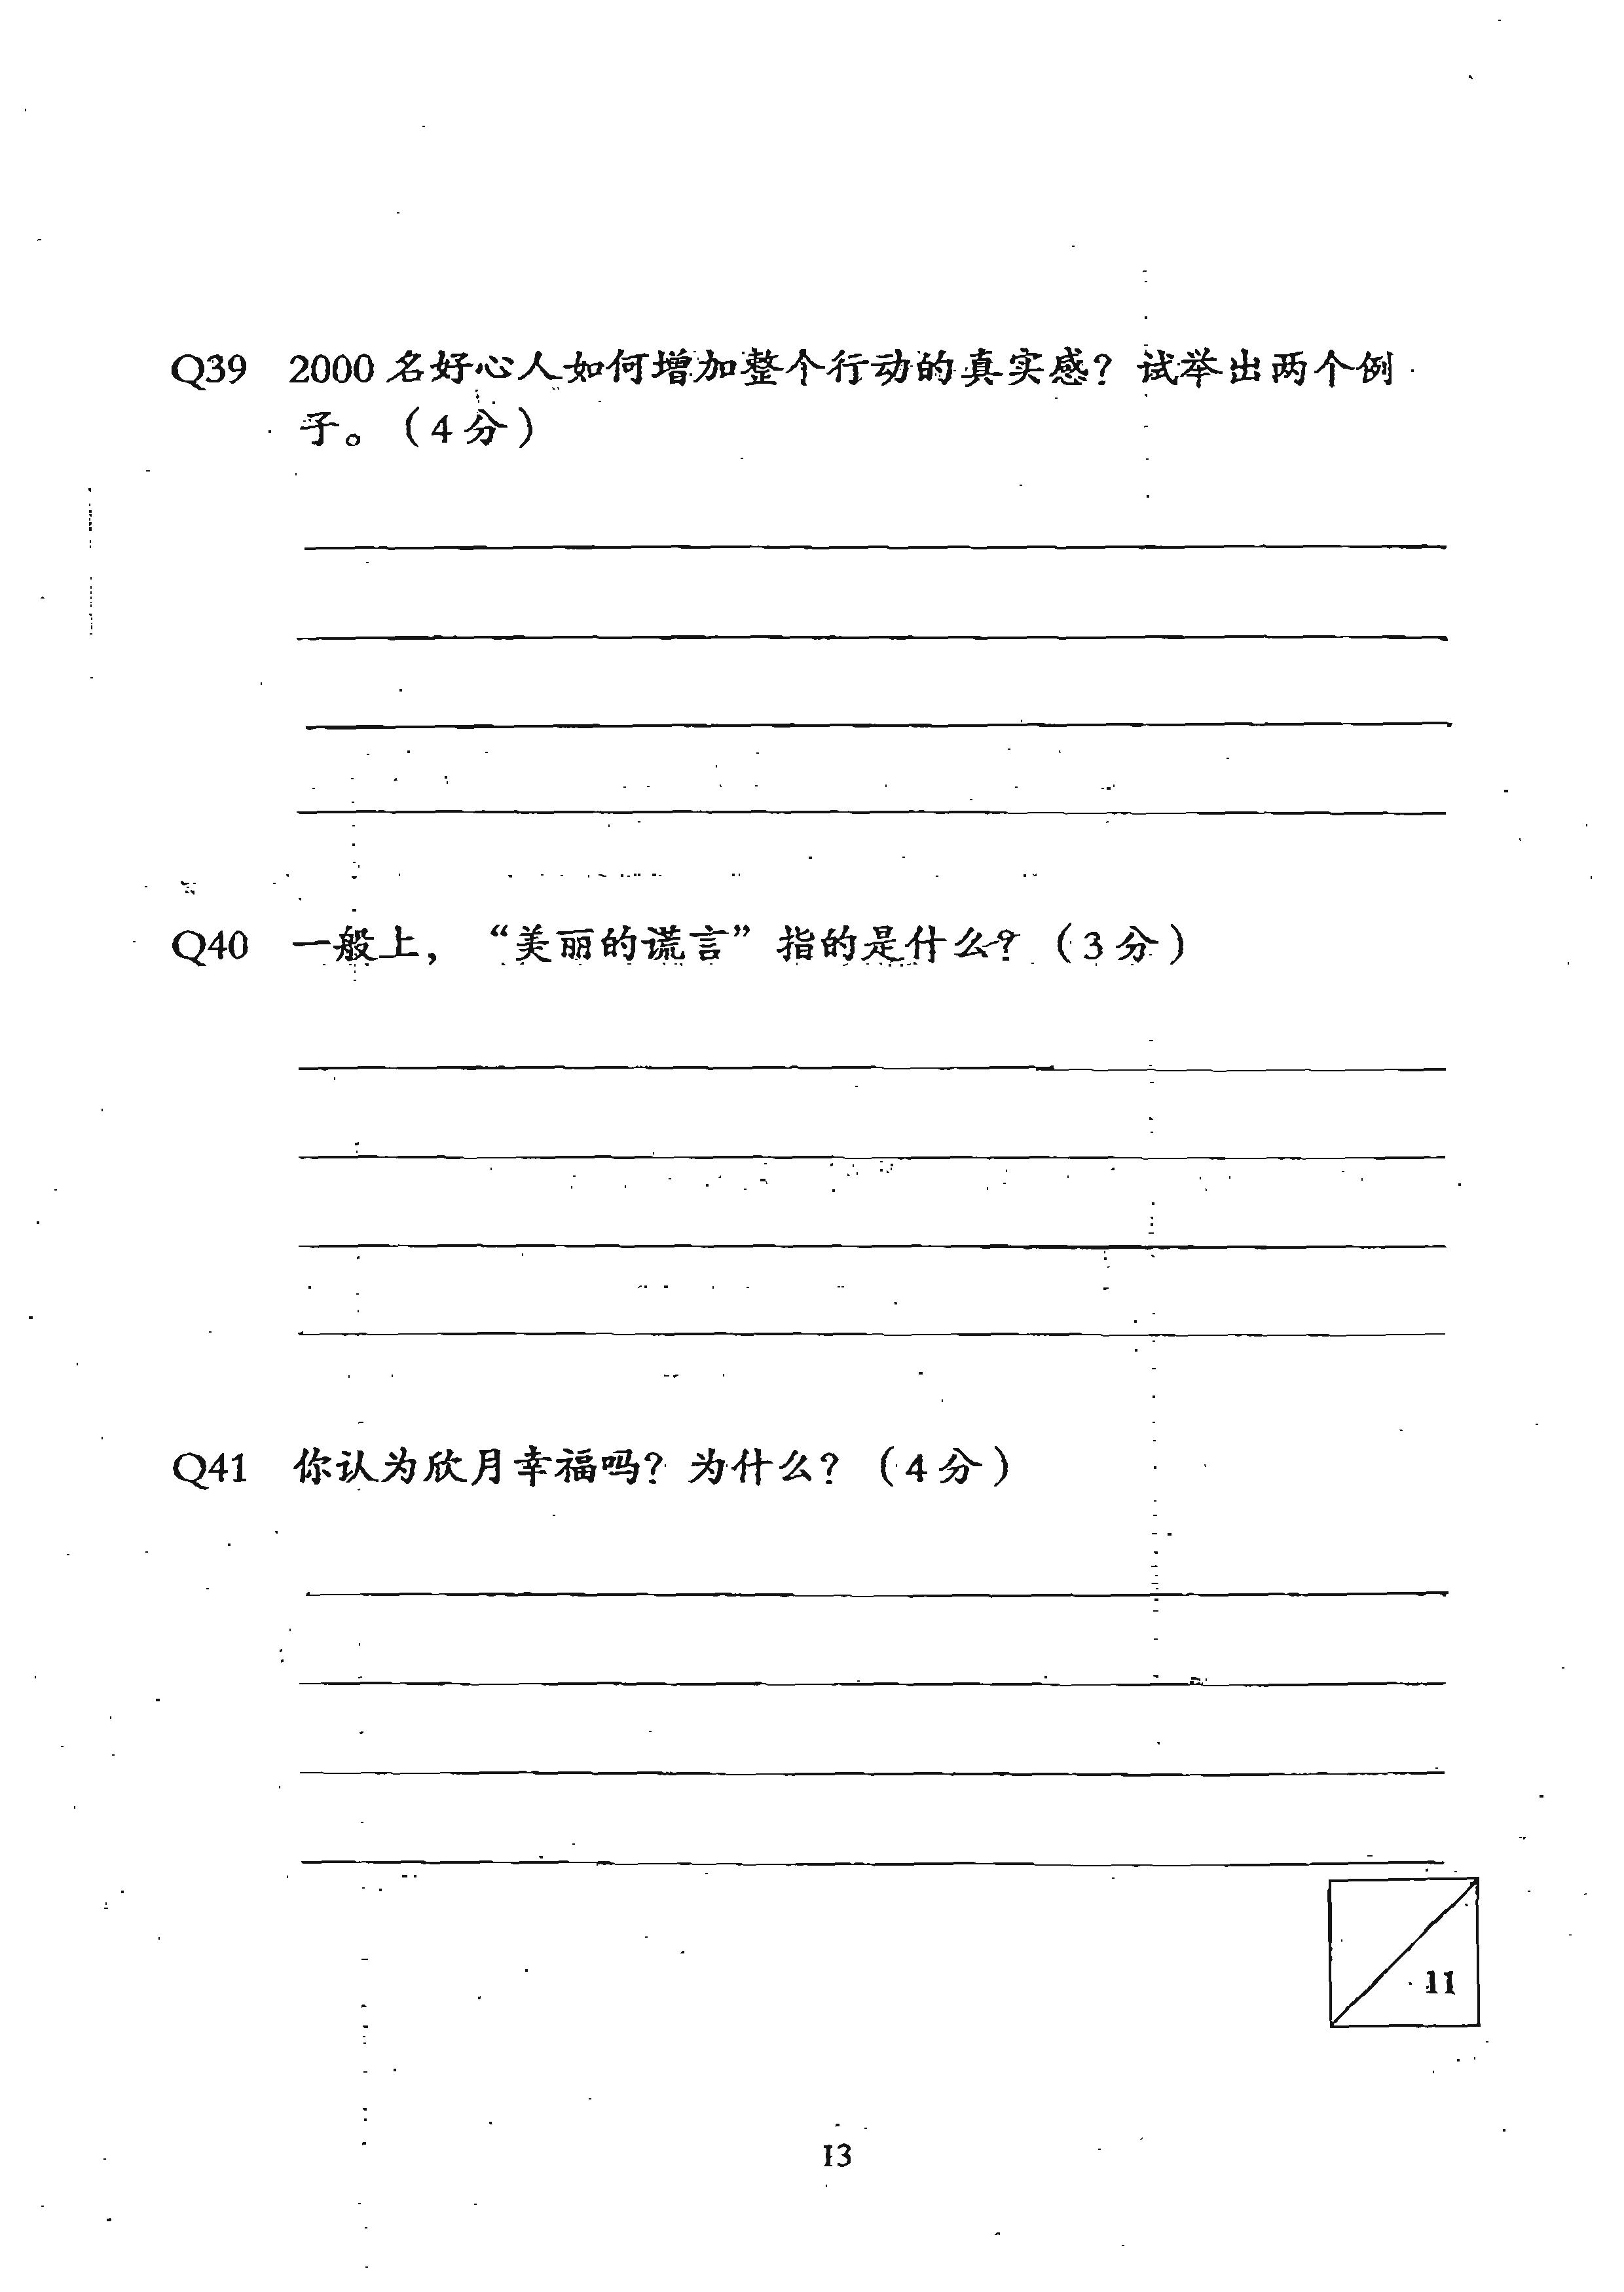 Q39 2000 名好心人如何增加整个行动的真实感？试举出两个例
子。（4 分）
Q40 一般上，“美丽的谎言”指的是什么？（3 分）
Q41 你认为欣月幸福吗？为什么？（4 分）
11
13